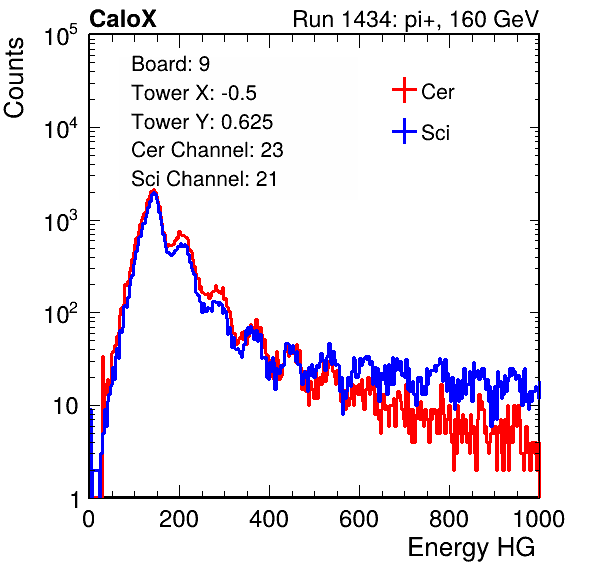 CaloX Run 1434: pi+, 160 GeV
Counts
Board: 9
Tower X: -0.5
Tower Y: 0.625
Cer Channel: 23
Sci Channel: 21
Cer
Sci
10^5
10^4
10^3
10^2
10
1
0 200 400 600 800 1000
Energy HG